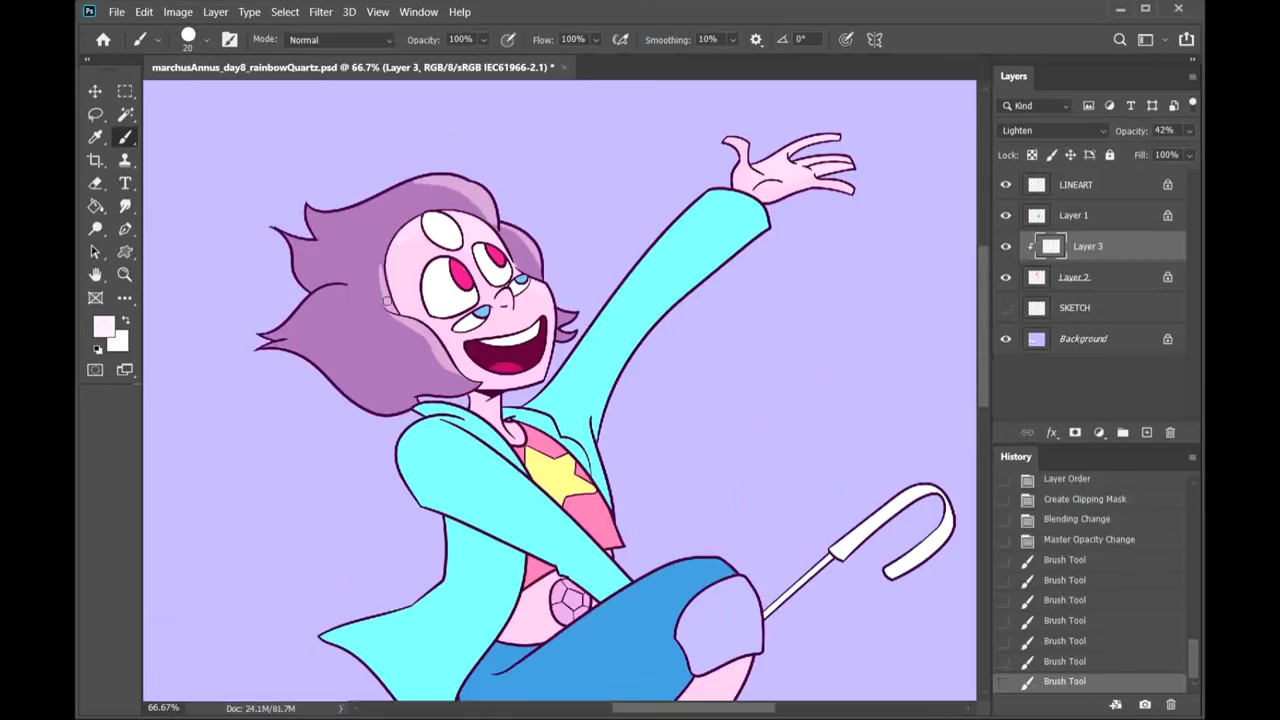 Ps File Edit Image Layer Type Select Filter 3D View Window Help
20 Mode: Normal Opacity: 100% Flow: 100% Smoothing: 10% 0°
marchusAnnus_day8_rainbowQuartz.psd @ 66.7% (Layer 3, RGB/8/sRGB IEC61966-2.1) *
Layers
Kind
Lighten Opacity: 42%
Lock: Fill: 100%
LINEART
Layer 1
Layer 3
Layer 2
SKETCH
Background
fx
History
Layer Order
Create Clipping Mask
Blending Change
Master Opacity Change
Brush Tool
Brush Tool
Brush Tool
Brush Tool
Brush Tool
Brush Tool
Brush Tool
66.67% Doc: 24.1M/81.7M